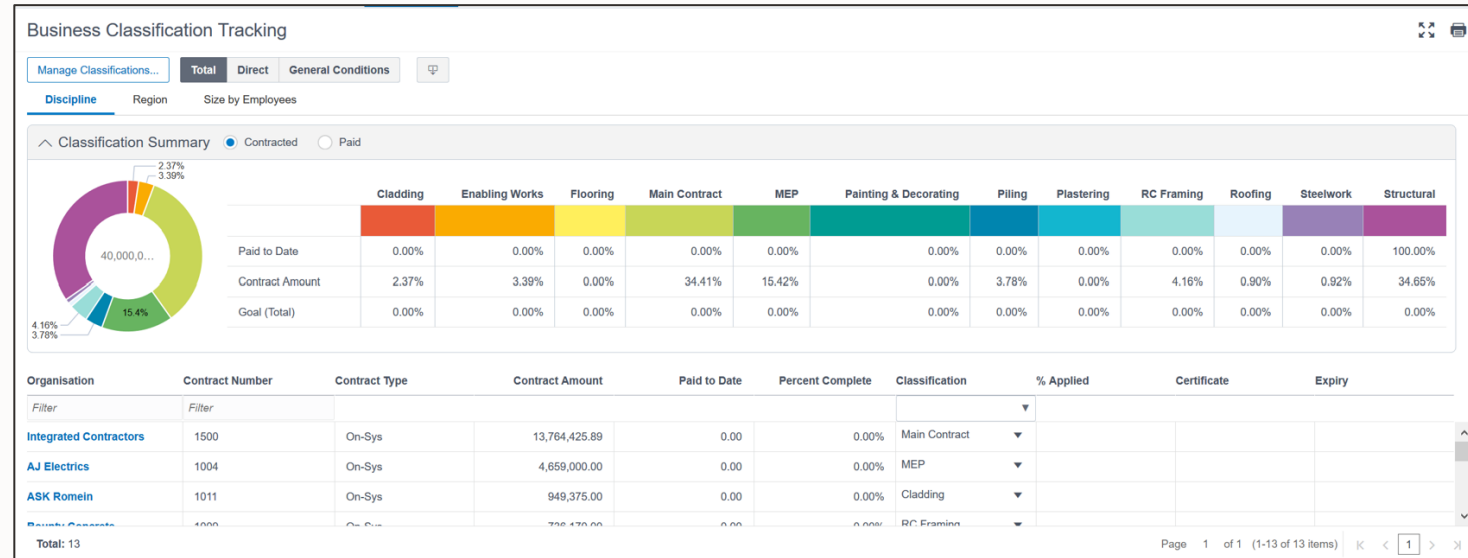 Business Classification Tracking
Manage Classifications... Total Direct General Conditions
Discipline Region Size by Employees
Classification Summary Contracted Paid
2.37%
3.39%
40,000,0...
15.4%
4.16%
3.78%
Cladding Enabling Works Flooring Main Contract MEP Painting & Decorating Piling Plastering RC Framing Roofing Steelwork Structural
Paid to Date 0.00% 0.00% 0.00% 0.00% 0.00% 0.00% 0.00% 0.00% 0.00% 0.00% 0.00% 100.00%
Contract Amount 2.37% 3.39% 0.00% 34.41% 15.42% 0.00% 3.78% 0.00% 4.16% 0.90% 0.92% 34.65%
Goal (Total) 0.00% 0.00% 0.00% 0.00% 0.00% 0.00% 0.00% 0.00% 0.00% 0.00% 0.00% 0.00%
Organisation Contract Number Contract Type Contract Amount Paid to Date Percent Complete Classification % Applied Certificate Expiry
Filter Filter
Integrated Contractors 1500 On-Sys 13,764,425.89 0.00 0.00% Main Contract
AJ Electrics 1004 On-Sys 4,659,000.00 0.00 0.00% MEP
ASK Romein 1011 On-Sys 949,375.00 0.00 0.00% Cladding
On-Sys 0.00 0.00% RC Framing
Total: 13 Page 1 of 1 (1-13 of 13 items) 1